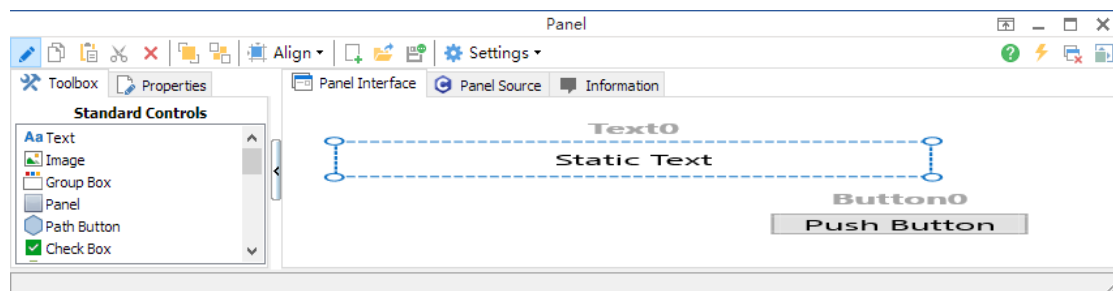 Panel
Align
Settings
Toolbox
Properties
Panel Interface
Panel Source
Information
Standard Controls
Aa Text
Image
Group Box
Panel
Path Button
Check Box
Text0
Static Text
Button0
Push Button